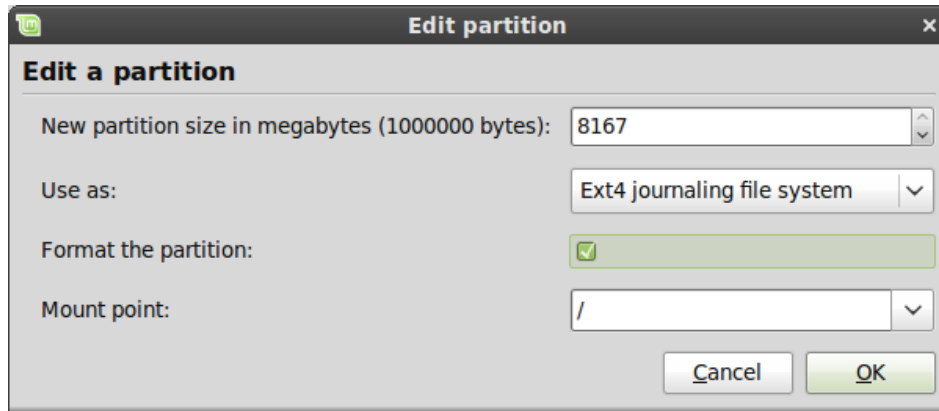 Edit partition
Edit a partition
New partition size in megabytes (1000000 bytes): 8167
Use as: Ext4 journaling file system
Format the partition:
Mount point: /
Cancel OK